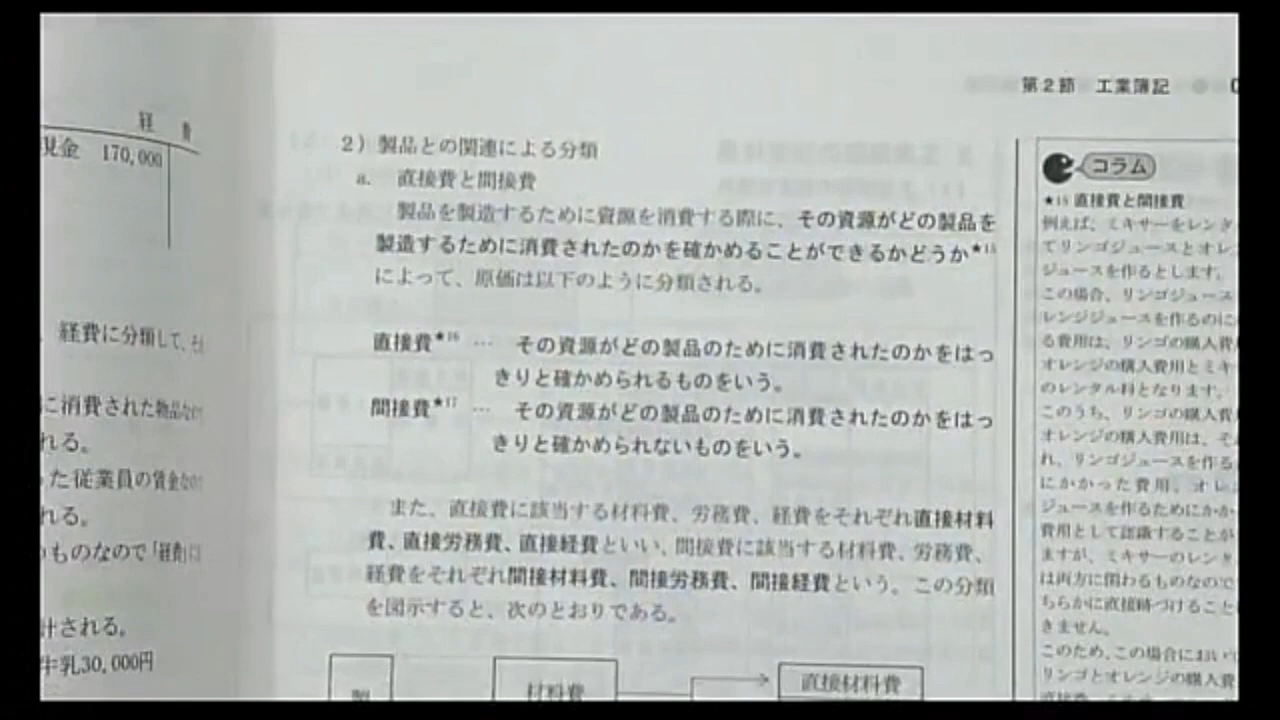 経 費
現金 170,000
経費に分類して、そ
に消費された物品な
れる。
た従業員の賃金な
れる。
ものなので「経費」に
計される。
牛乳30,000円
第2節 工業簿記
2）製品との関連による分類
a. 直接費と間接費
製品を製造するために資源を消費する際に、その資源がどの製品を
製造するために消費されたのかを確かめることができるかどうか★15
によって、原価は以下のように分類される。
直接費★16 … その資源がどの製品のために消費されたのかをはっ
きりと確かめられるものをいう。
間接費★17 … その資源がどの製品のために消費されたのかをはっ
きりと確かめられないものをいう。
また、直接費に該当する材料費、労務費、経費をそれぞれ直接材料
費、直接労務費、直接経費といい、間接費に該当する材料費、労務費、
経費をそれぞれ間接材料費、間接労務費、間接経費という。この分類
を図示すると、次のとおりである。
製
材料費
直接材料費
コラム
★15 直接費と間接費
例えば、ミキサーをレンタ
てリンゴジュースとオレ
ジュースを作るとします。
この場合、リンゴジュース
レンジジュースを作るのに
る費用は、リンゴの購入費
オレンジの購入費用とミキ
のレンタル料となります。
このうち、リンゴの購入費
オレンジの購入費用は、そ
れ、リンゴジュースを作る
にかかった費用、オレ
ジュースを作るためにかか
費用として認識することが
ますが、ミキサーのレンタ
は両方に関わるものなので
ちらかに直接跡づけること
きません。
このため、この場合において
リンゴとオレンジの購入費